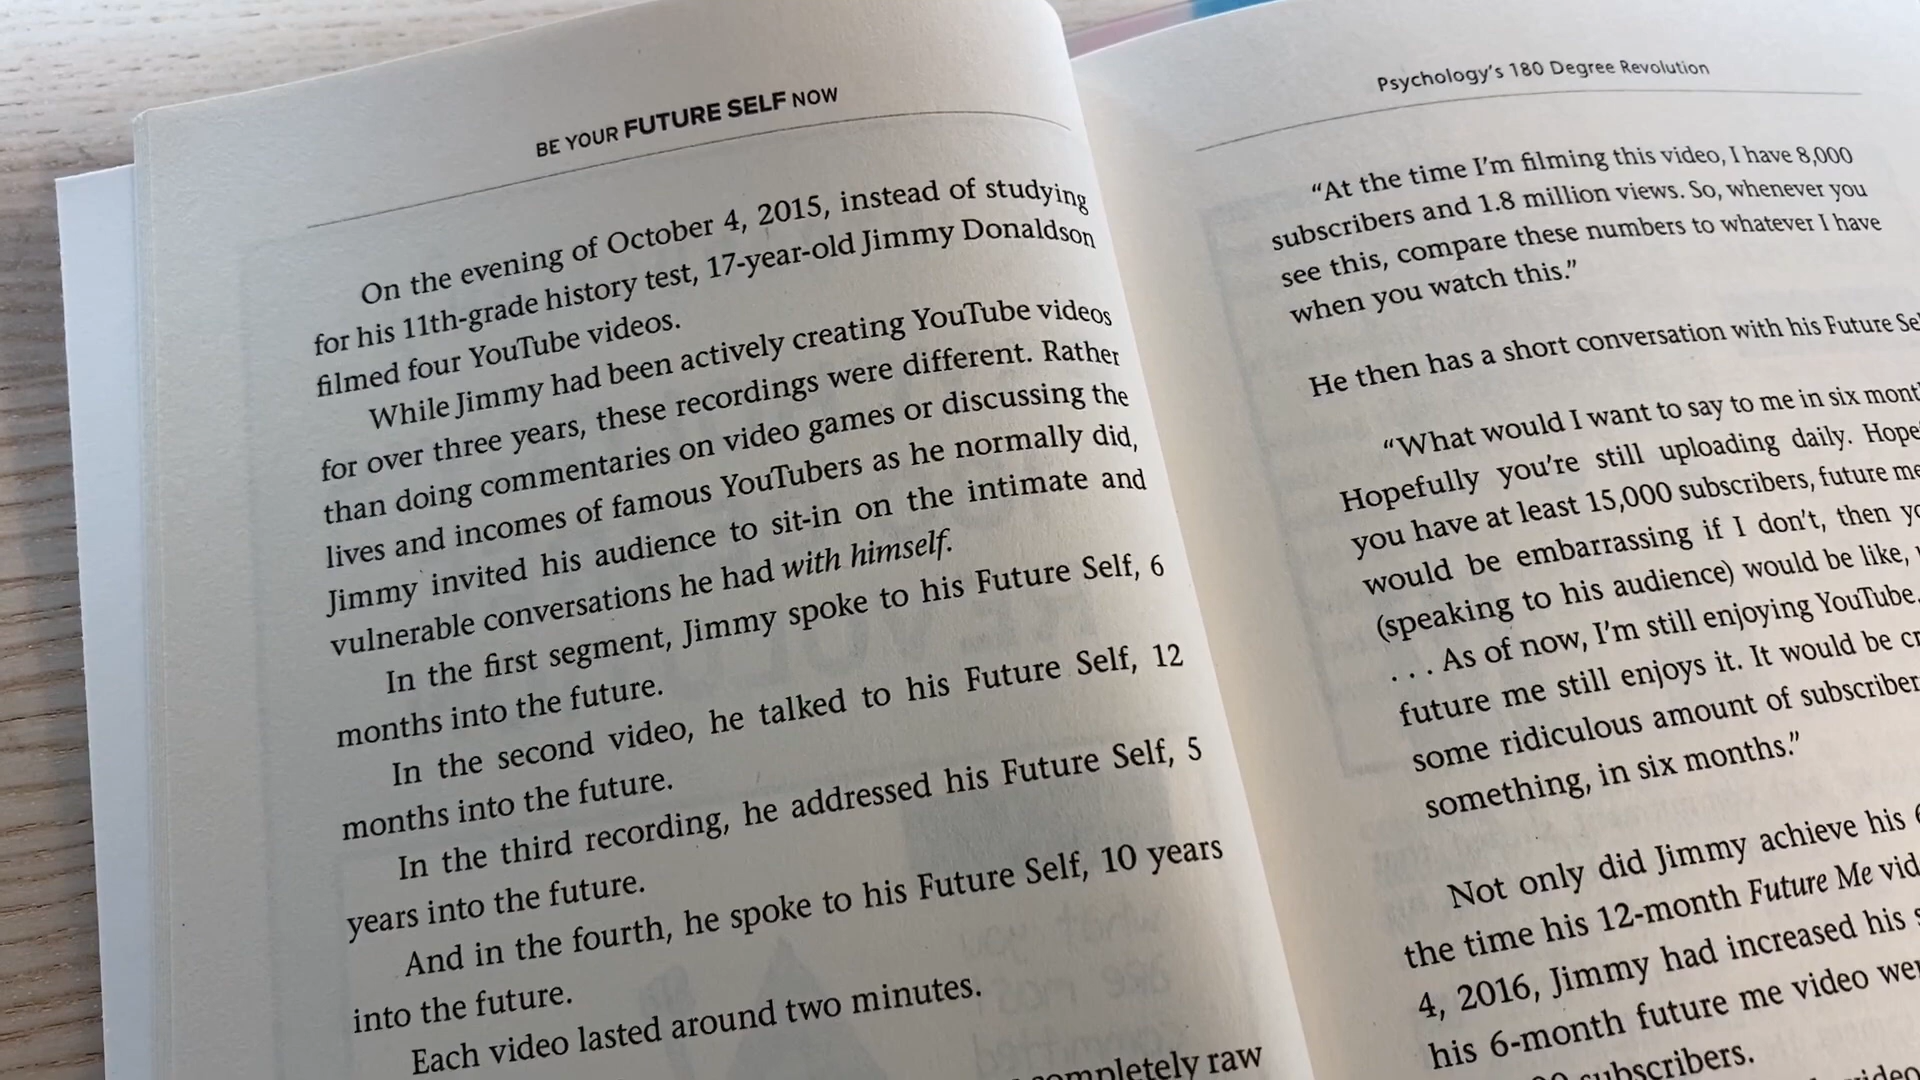 BE YOUR FUTURE SELF NOW
On the evening of October 4, 2015, instead of studying
for his 11th-grade history test, 17-year-old Jimmy Donaldson
filmed four YouTube videos.
While Jimmy had been actively creating YouTube videos
for over three years, these recordings were different. Rather
than doing commentaries on video games or discussing the
lives and incomes of famous YouTubers as he normally did,
Jimmy invited his audience to sit-in on the intimate and
vulnerable conversations he had with himself.
In the first segment, Jimmy spoke to his Future Self, 6
months into the future.
In the second video, he talked to his Future Self, 12
months into the future.
In the third recording, he addressed his Future Self, 5
years into the future.
And in the fourth, he spoke to his Future Self, 10 years
into the future.
Each video lasted around two minutes.
raw
Psychology's 180 Degree Revolution
“At the time I'm filming this video, I have 8,000
subscribers and 1.8 million views. So, whenever you
see this, compare these numbers to whatever I have
when you watch this.”
He then has a short conversation with his Future
“What would I want to say to me in six
Hopefully you're still uploading daily.
you have at least 15,000 subscribers, future me
would be embarrassing if I don't, then
(speaking to his audience) would be like,
. . . As of now, I'm still enjoying YouTube.
future me still enjoys it. It would be
some ridiculous amount of
something, in six months.”
Not only did Jimmy achieve his
the time his 12-month Future Me
4, 2016, Jimmy had increased his
his 6-month future me video
subscribers.